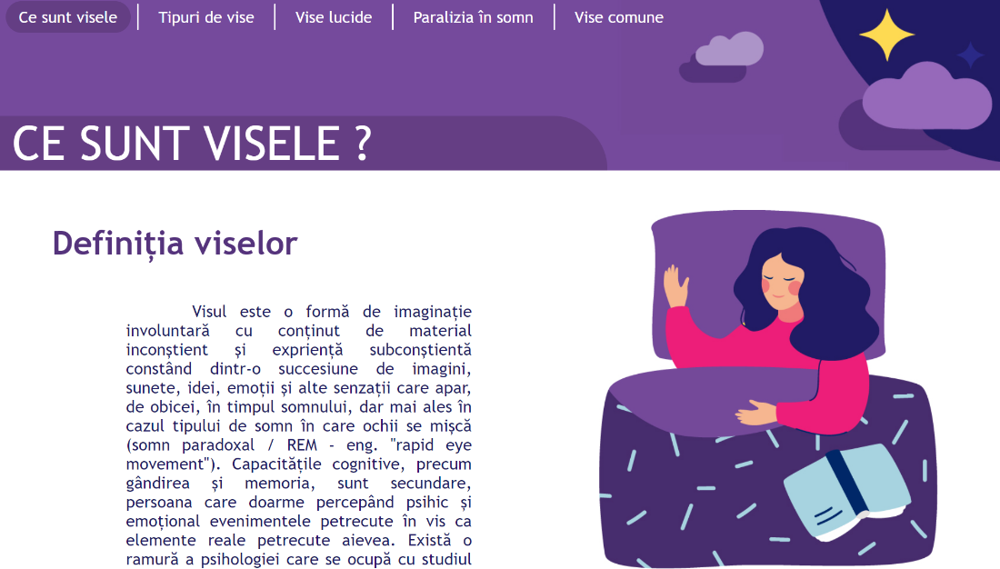 Ce sunt visele
Tipuri de vise
Vise lucide
Paralizia în somn
Vise comune
CE SUNT VISELE ?
Definiția viselor
Visul este o formă de imaginație
involuntară cu conținut de material
inconștient și expriență subconștientă
constând dintr-o succesiune de imagini,
sunete, idei, emoții și alte senzații care apar,
de obicei, în timpul somnului, dar mai ales în
cazul tipului de somn în care ochii se mișcă
(somn paradoxal / REM - eng. "rapid eye
movement"). Capacitățile cognitive, precum
gândirea și memoria, sunt secundare,
persoana care doarme percepând psihic și
emoțional evenimentele petrecute în vis ca
elemente reale petrecute aievea. Există o
ramură a psihologiei care se ocupă cu studiul